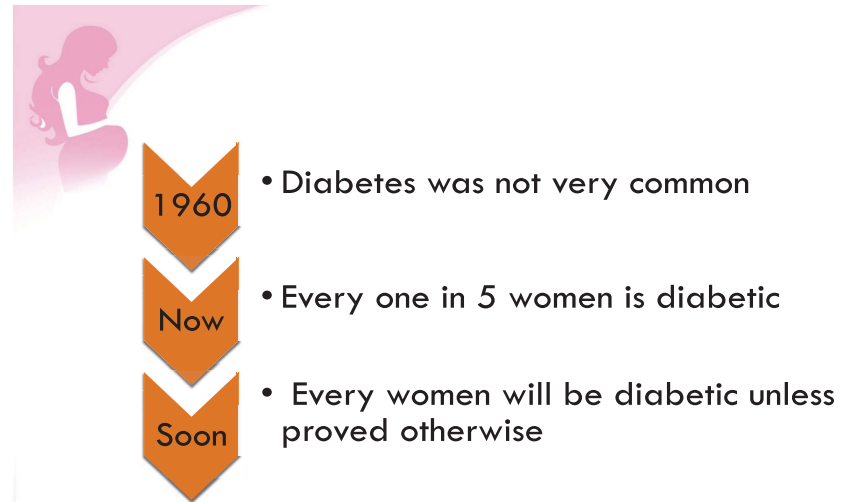 1960
• Diabetes was not very common
Now
• Every one in 5 women is diabetic
Soon
• Every women will be diabetic unless
proved otherwise